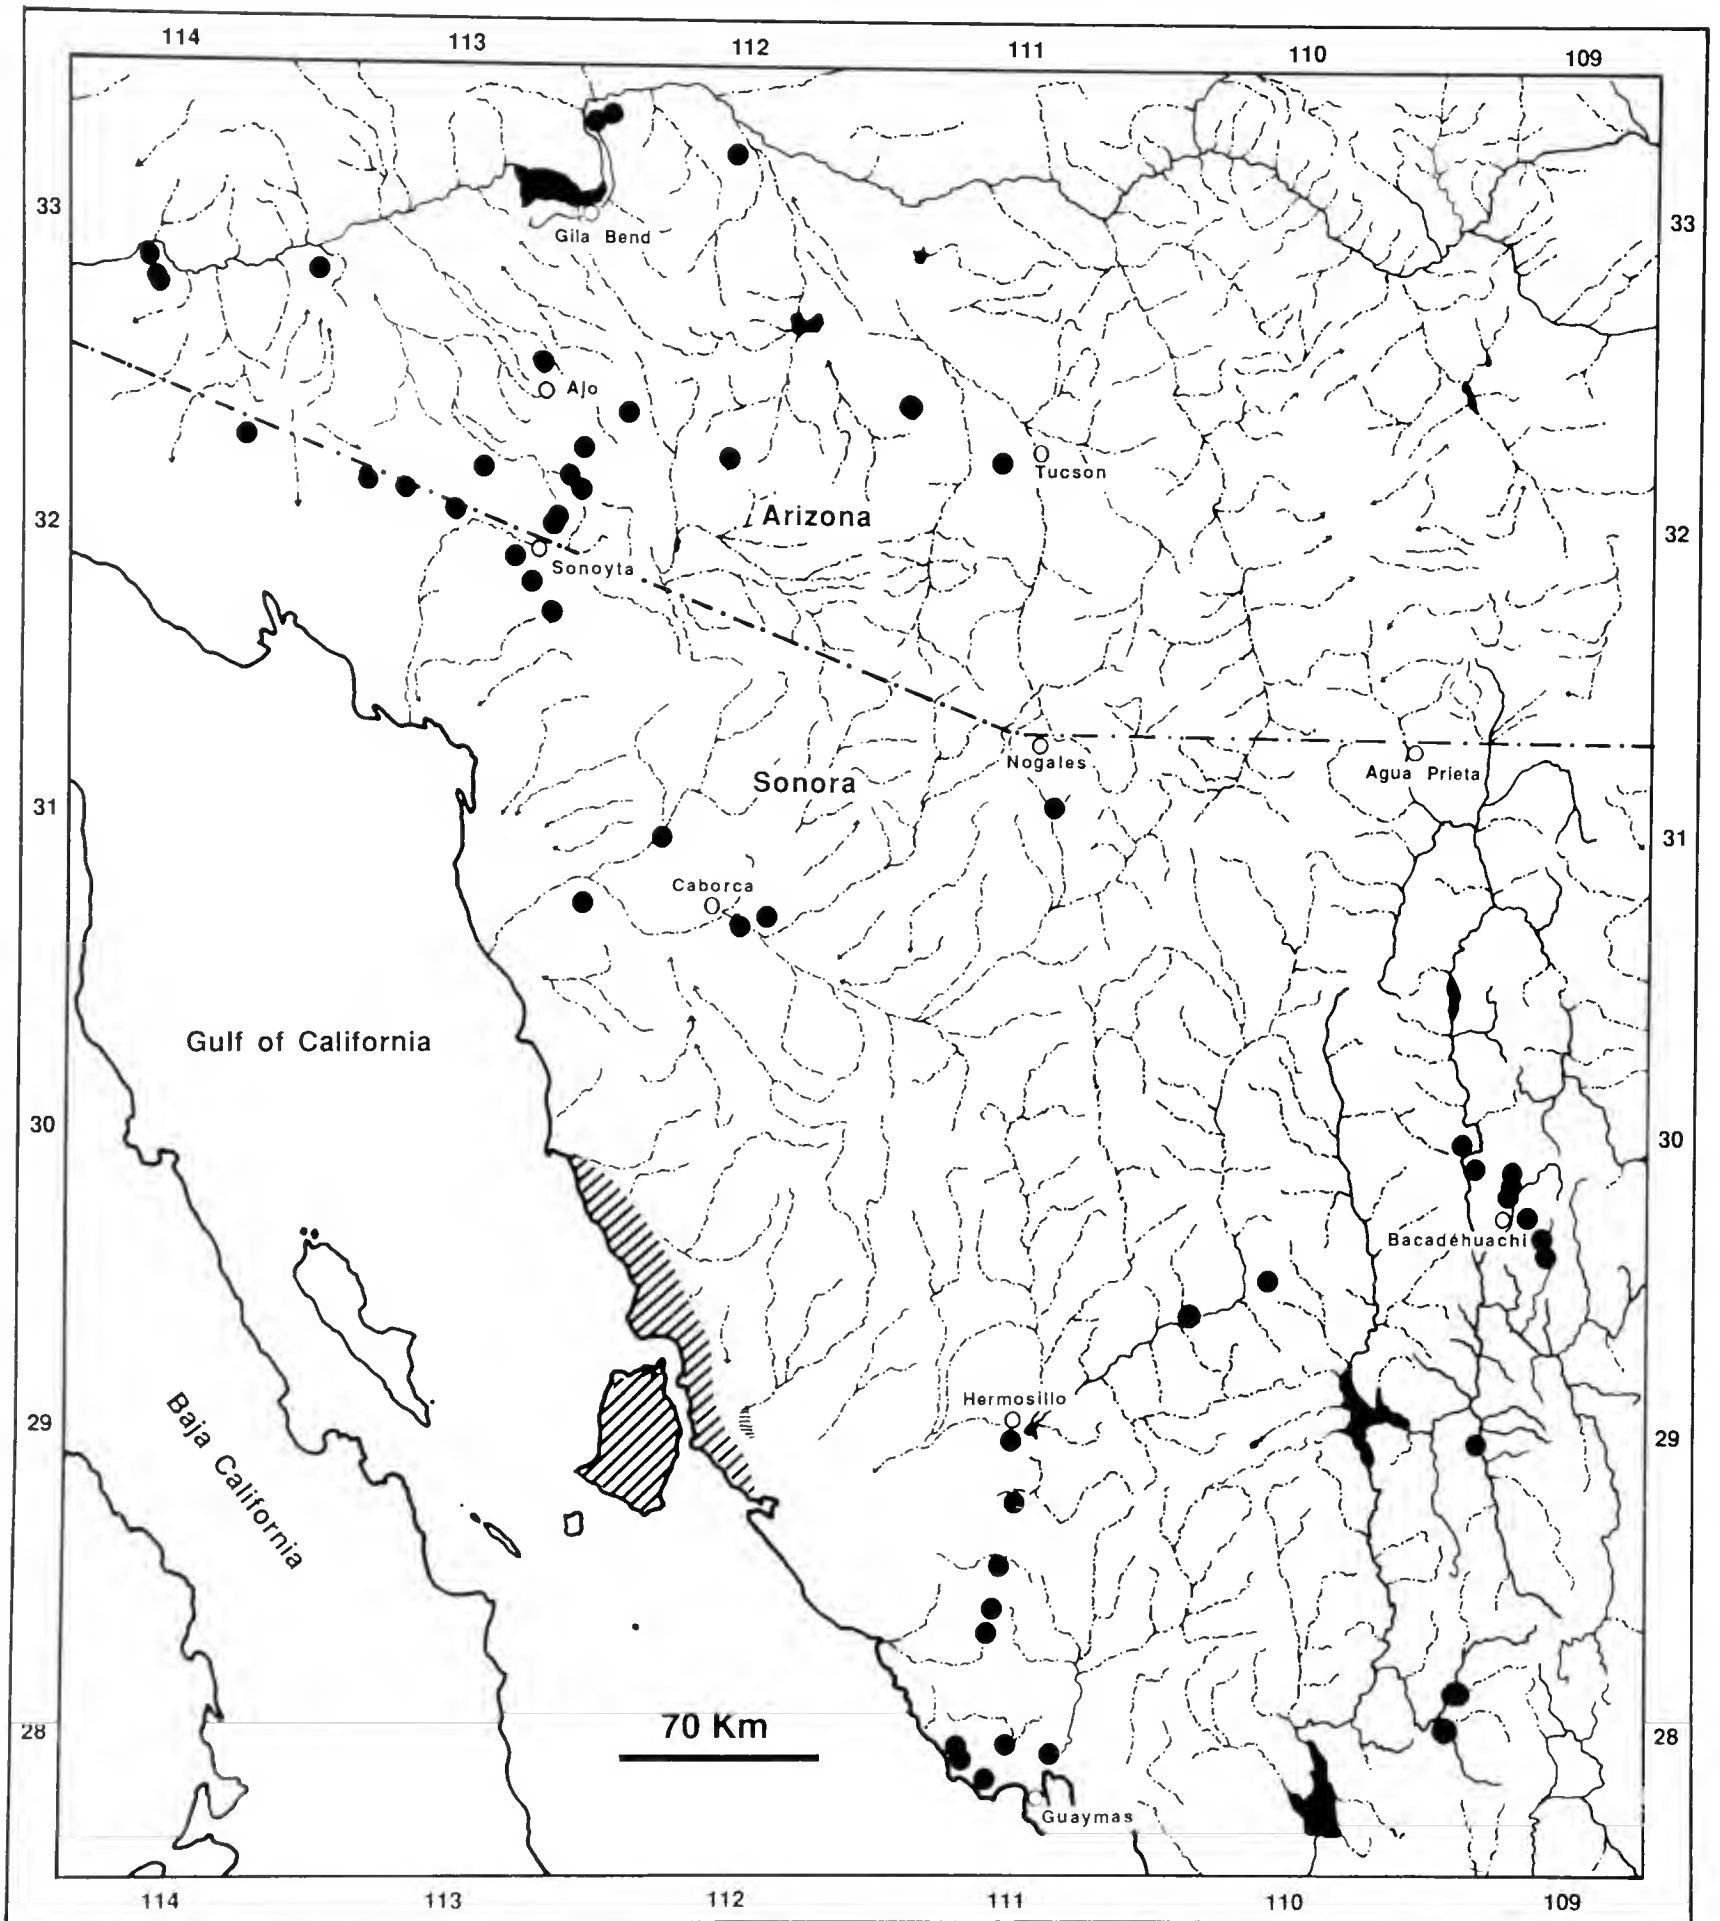 114 113 112 111 110 109
33 33
Gila Bend
Ajo
Tucson
Arizona
32 32
Sonoyta
Nogales
Agua Prieta
Sonora
31 31
Caborca
Gulf of California
30 30
Bacadéhuachi
Hermosillo
29 29
Baja California
70 Km
28 28
Guaymas
114 113 112 111 110 109